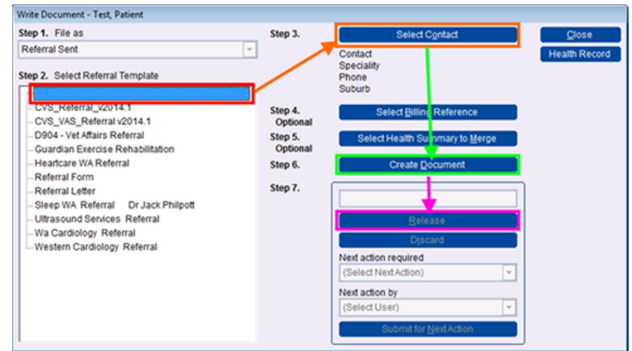 Write Document - Test, Patient
Step 1. File as
Referral Sent
Step 2. Select Referral Template
CVS_Referral_v2014.1
CVS_VAS_Referral v2014.1
D904 - Vet Affairs Referral
Guardian Exercise Rehabilitation
Heartcare WA Referral
Referral Form
Referral Letter
Sleep WA Referral Dr Jack Philpott
Ultrasound Services Referral
Wa Cardiology Referral
Western Cardiology Referral
Step 3.
Select Contact
Contact
Speciality
Phone
Suburb
Step 4.
Optional
Select Billing Reference
Step 5.
Optional
Select Health Summary to Merge
Step 6.
Create Document
Step 7.
Release
Discard
Next action required
(Select Next Action)
Next action by
(Select User)
Submit for Next Action
Close
Health Record